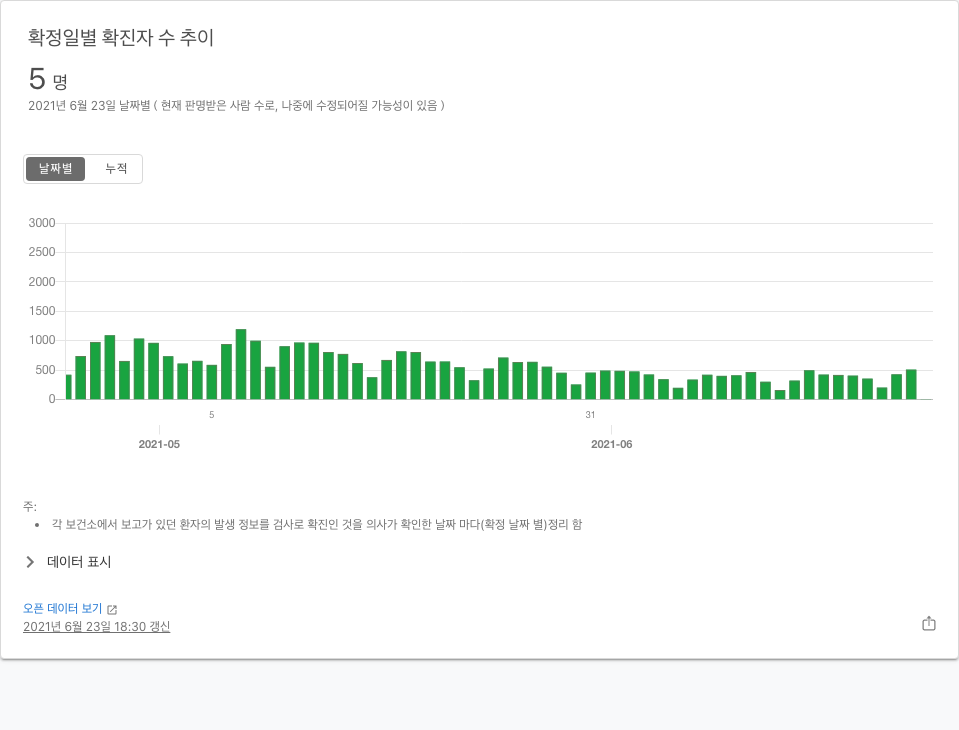 확정일별 확진자 수 추이
5 명
2021년 6월 23일 날짜별 ( 현재 판명받은 사람 수로, 나중에 수정되어질 가능성이 있음 )
날짜별 누적
3000
2500
2000
1500
1000
500
0
5 31
2021-05 2021-06
주:
• 각 보건소에서 보고가 있던 환자의 발생 정보를 검사로 확진인 것을 의사가 확인한 날짜 마다(확정 날짜 별)정리 함
데이터 표시
오픈 데이터 보기
2021년 6월 23일 18:30 갱신